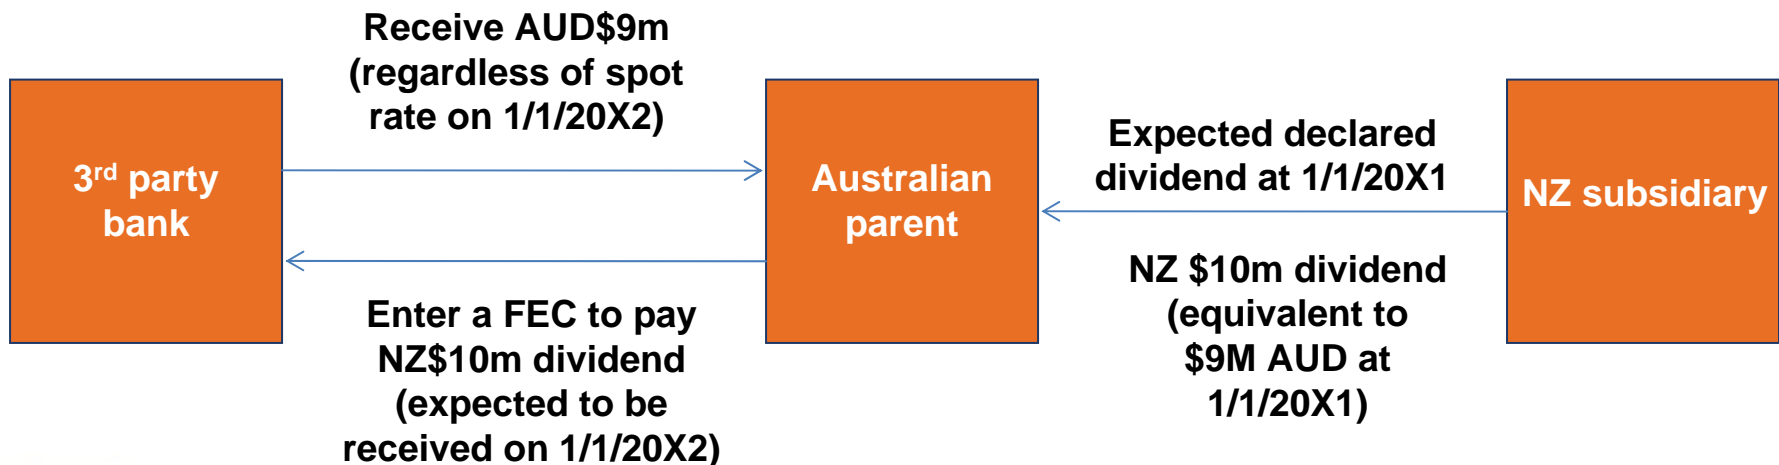 Receive AUD$9m
(regardless of spot
rate on 1/1/20X2)
3rd party
bank
Enter a FEC to pay
NZ$10m dividend
(expected to be
received on 1/1/20X2)
Australian
parent
Expected declared
dividend at 1/1/20X1
NZ $10m dividend
(equivalent to
$9M AUD at
1/1/20X1)
NZ subsidiary